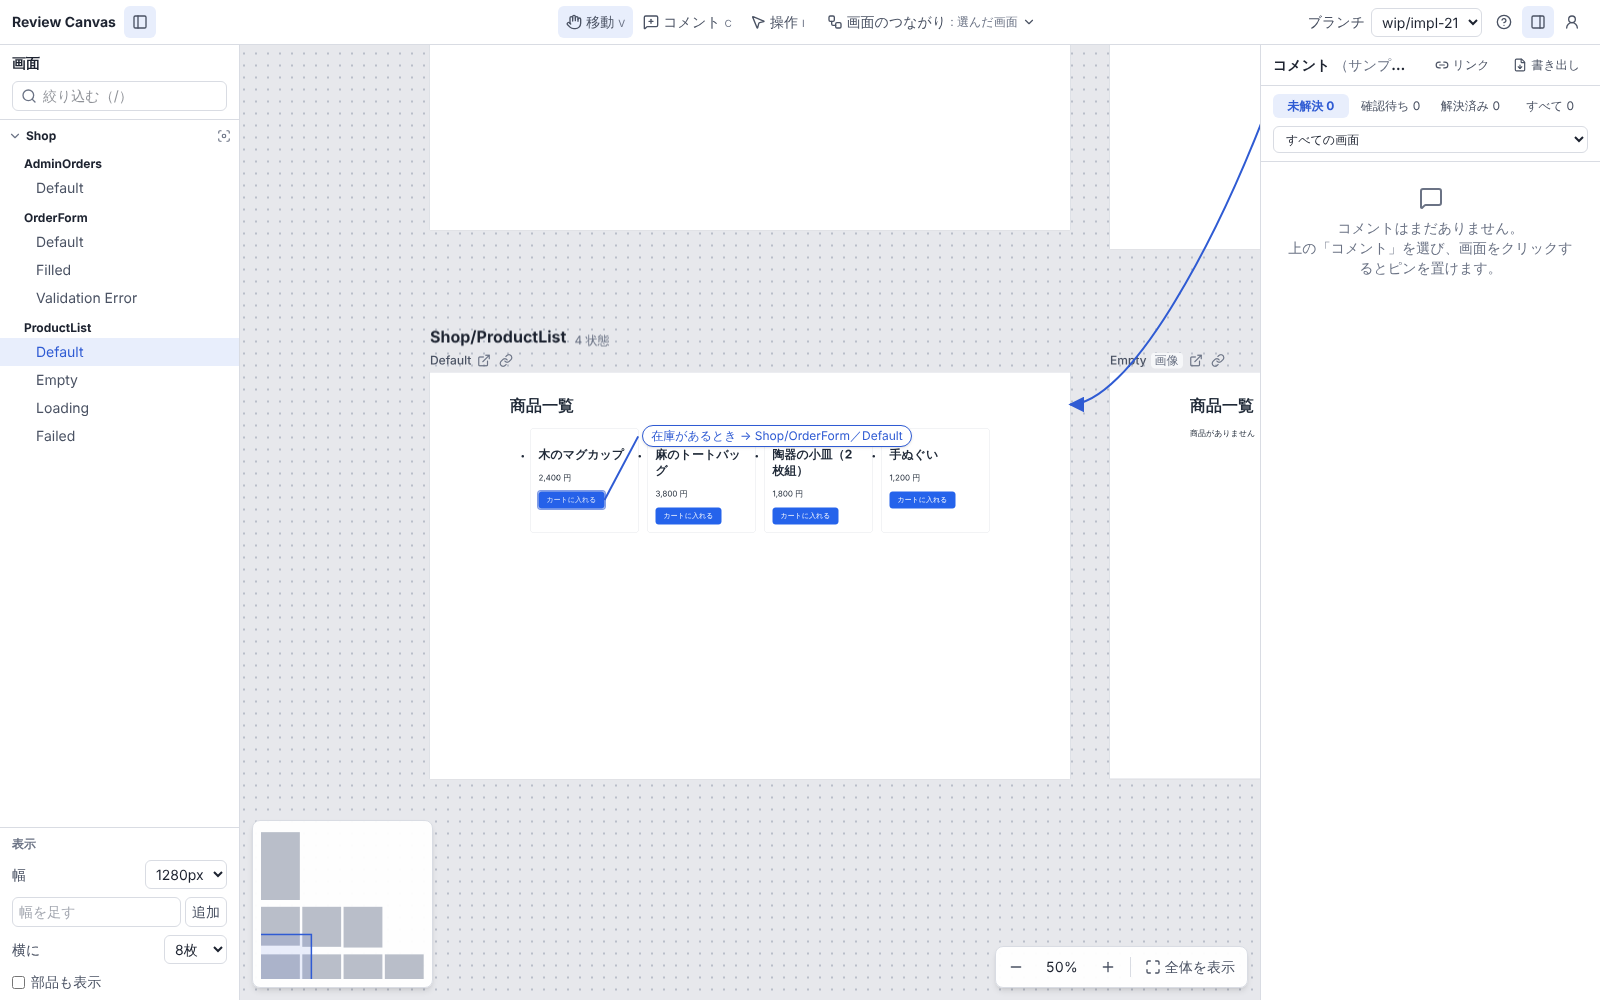 Review Canvas
移動 V
コメント C
操作 I
画面のつながり : 選んだ画面
ブランチ
wip/impl-21
画面
絞り込む（/）
Shop
AdminOrders
Default
OrderForm
Default
Filled
Validation Error
ProductList
Default
Empty
Loading
Failed
表示
幅
1280px
幅を足す
追加
横に
8枚
部品も表示
Shop/ProductList 4 状態
Default
Empty 画像
商品一覧
在庫があるとき → Shop/OrderForm／Default
木のマグカップ
2,400 円
カートに入れる
麻のトートバッ
グ
3,800 円
カートに入れる
陶器の小皿（2
枚組）
1,800 円
カートに入れる
手ぬぐい
1,200 円
カートに入れる
商品一覧
商品がありません
50%
全体を表示
コメント （サンプ...
リンク
書き出し
未解決 0
確認待ち 0
解決済み 0
すべて 0
すべての画面
コメントはまだありません。
上の「コメント」を選び、画面をクリックす
るとピンを置けます。